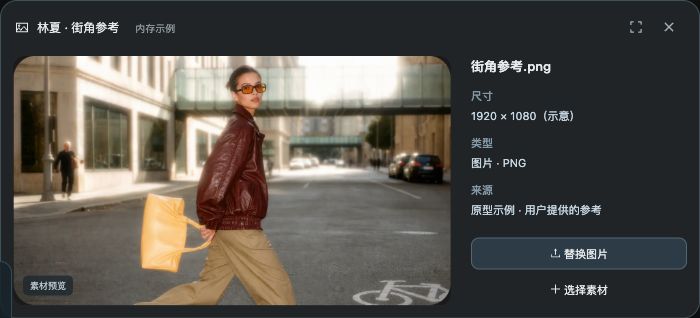 林夏 · 街角参考 内存示例
街角参考.png
尺寸
1920 × 1080（示意）
类型
图片 · PNG
来源
原型示例 · 用户提供的参考
替换图片
选择素材
素材预览